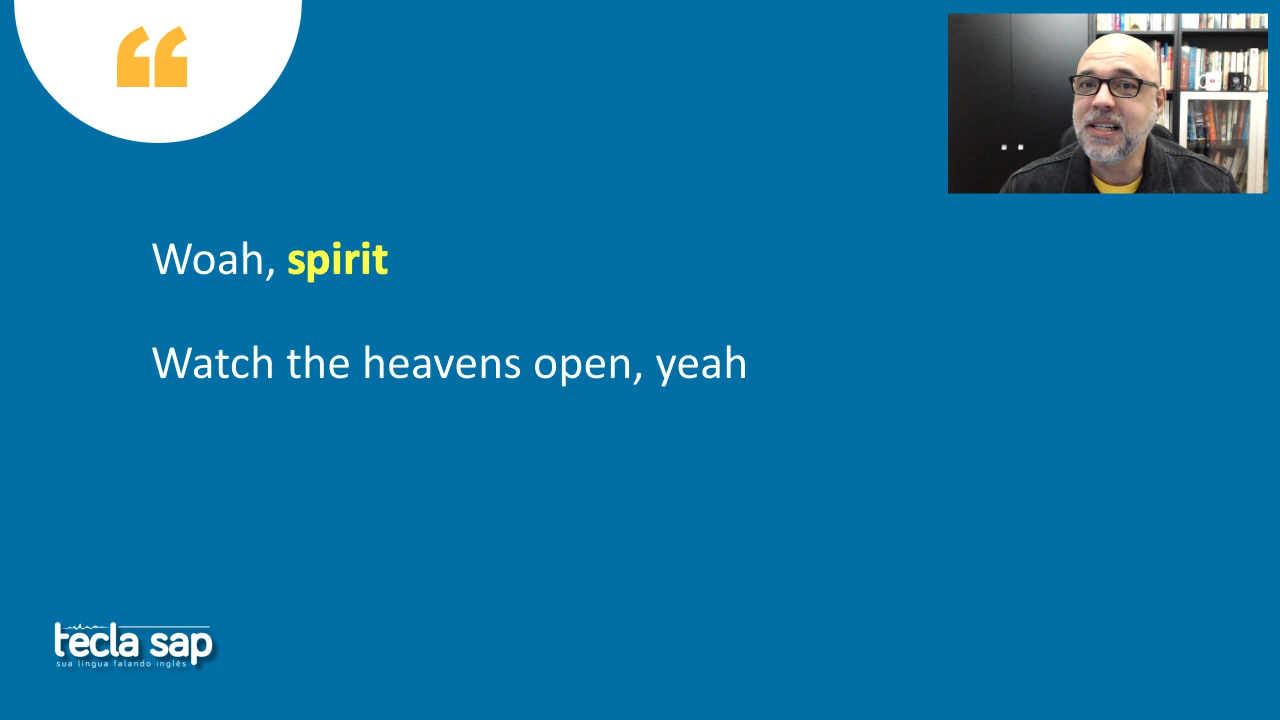 Woah, spirit
Watch the heavens open, yeah
tecla sap
sua língua falando inglês